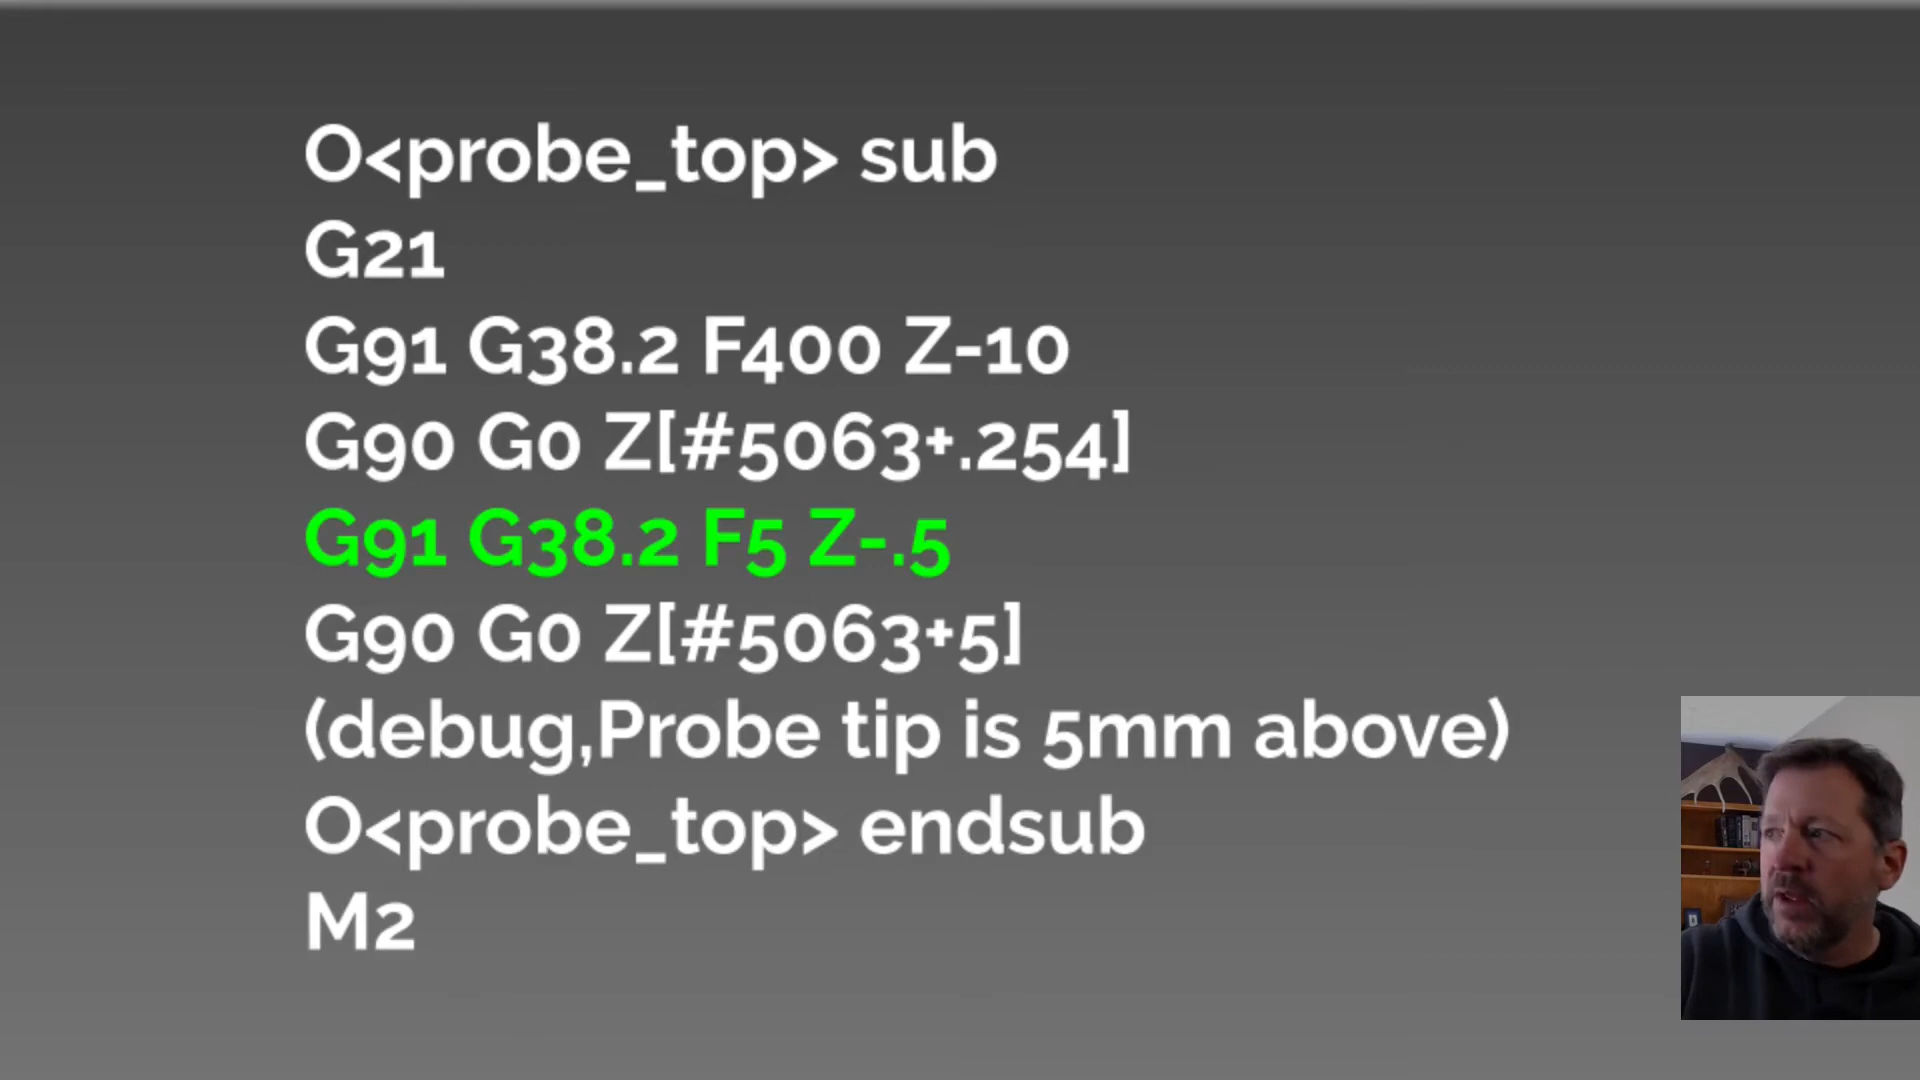 O<probe_top> sub
G21
G91 G38.2 F400 Z-10
G90 G0 Z[#5063+.254]
G91 G38.2 F5 Z-.5
G90 G0 Z[#5063+5]
(debug,Probe tip is 5mm above)
O<probe_top> endsub
M2